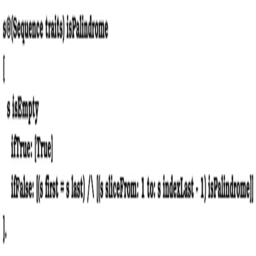 s@(Sequence traits) isPalindrome
[
s isEmpty
ifTrue: [True]
ifFalse: [(s first = s last) /\ [(s sliceFrom: 1 to: s indexLast - 1) isPalindrome]]
].